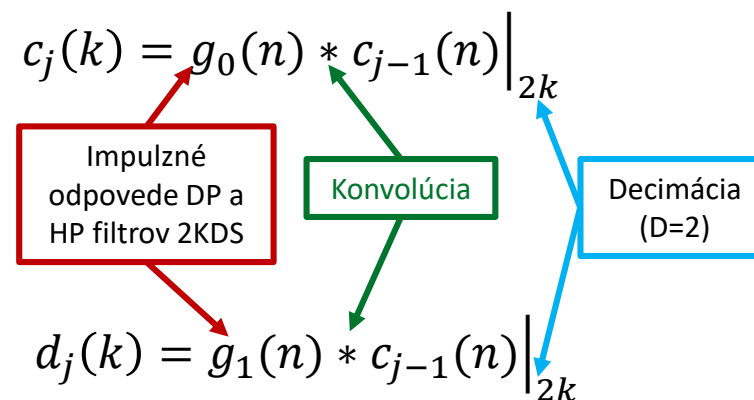 c_j(k) = g_0(n) * c_{j−1}(n)|_{2k}
Impulzné
odpovede DP a
HP filtrov 2KDS
Konvolúcia
Decimácia
(D=2)
d_j(k) = g_1(n) * c_{j−1}(n)|_{2k}